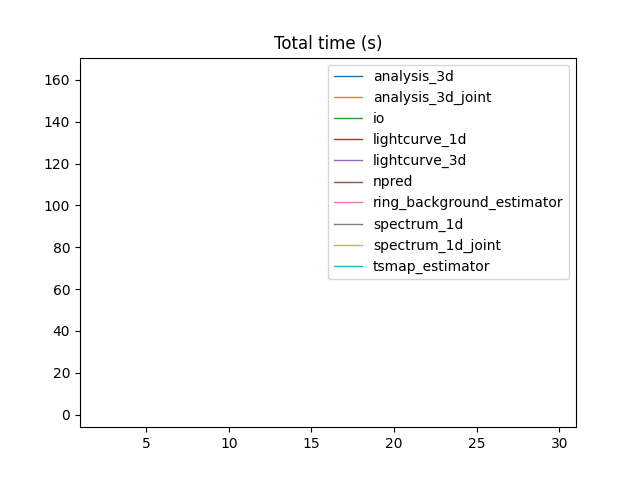 Total time (s)
160
140
120
100
80
60
40
20
0
analysis_3d
analysis_3d_joint
io
lightcurve_1d
lightcurve_3d
npred
ring_background_estimator
spectrum_1d
spectrum_1d_joint
tsmap_estimator
5 10 15 20 25 30